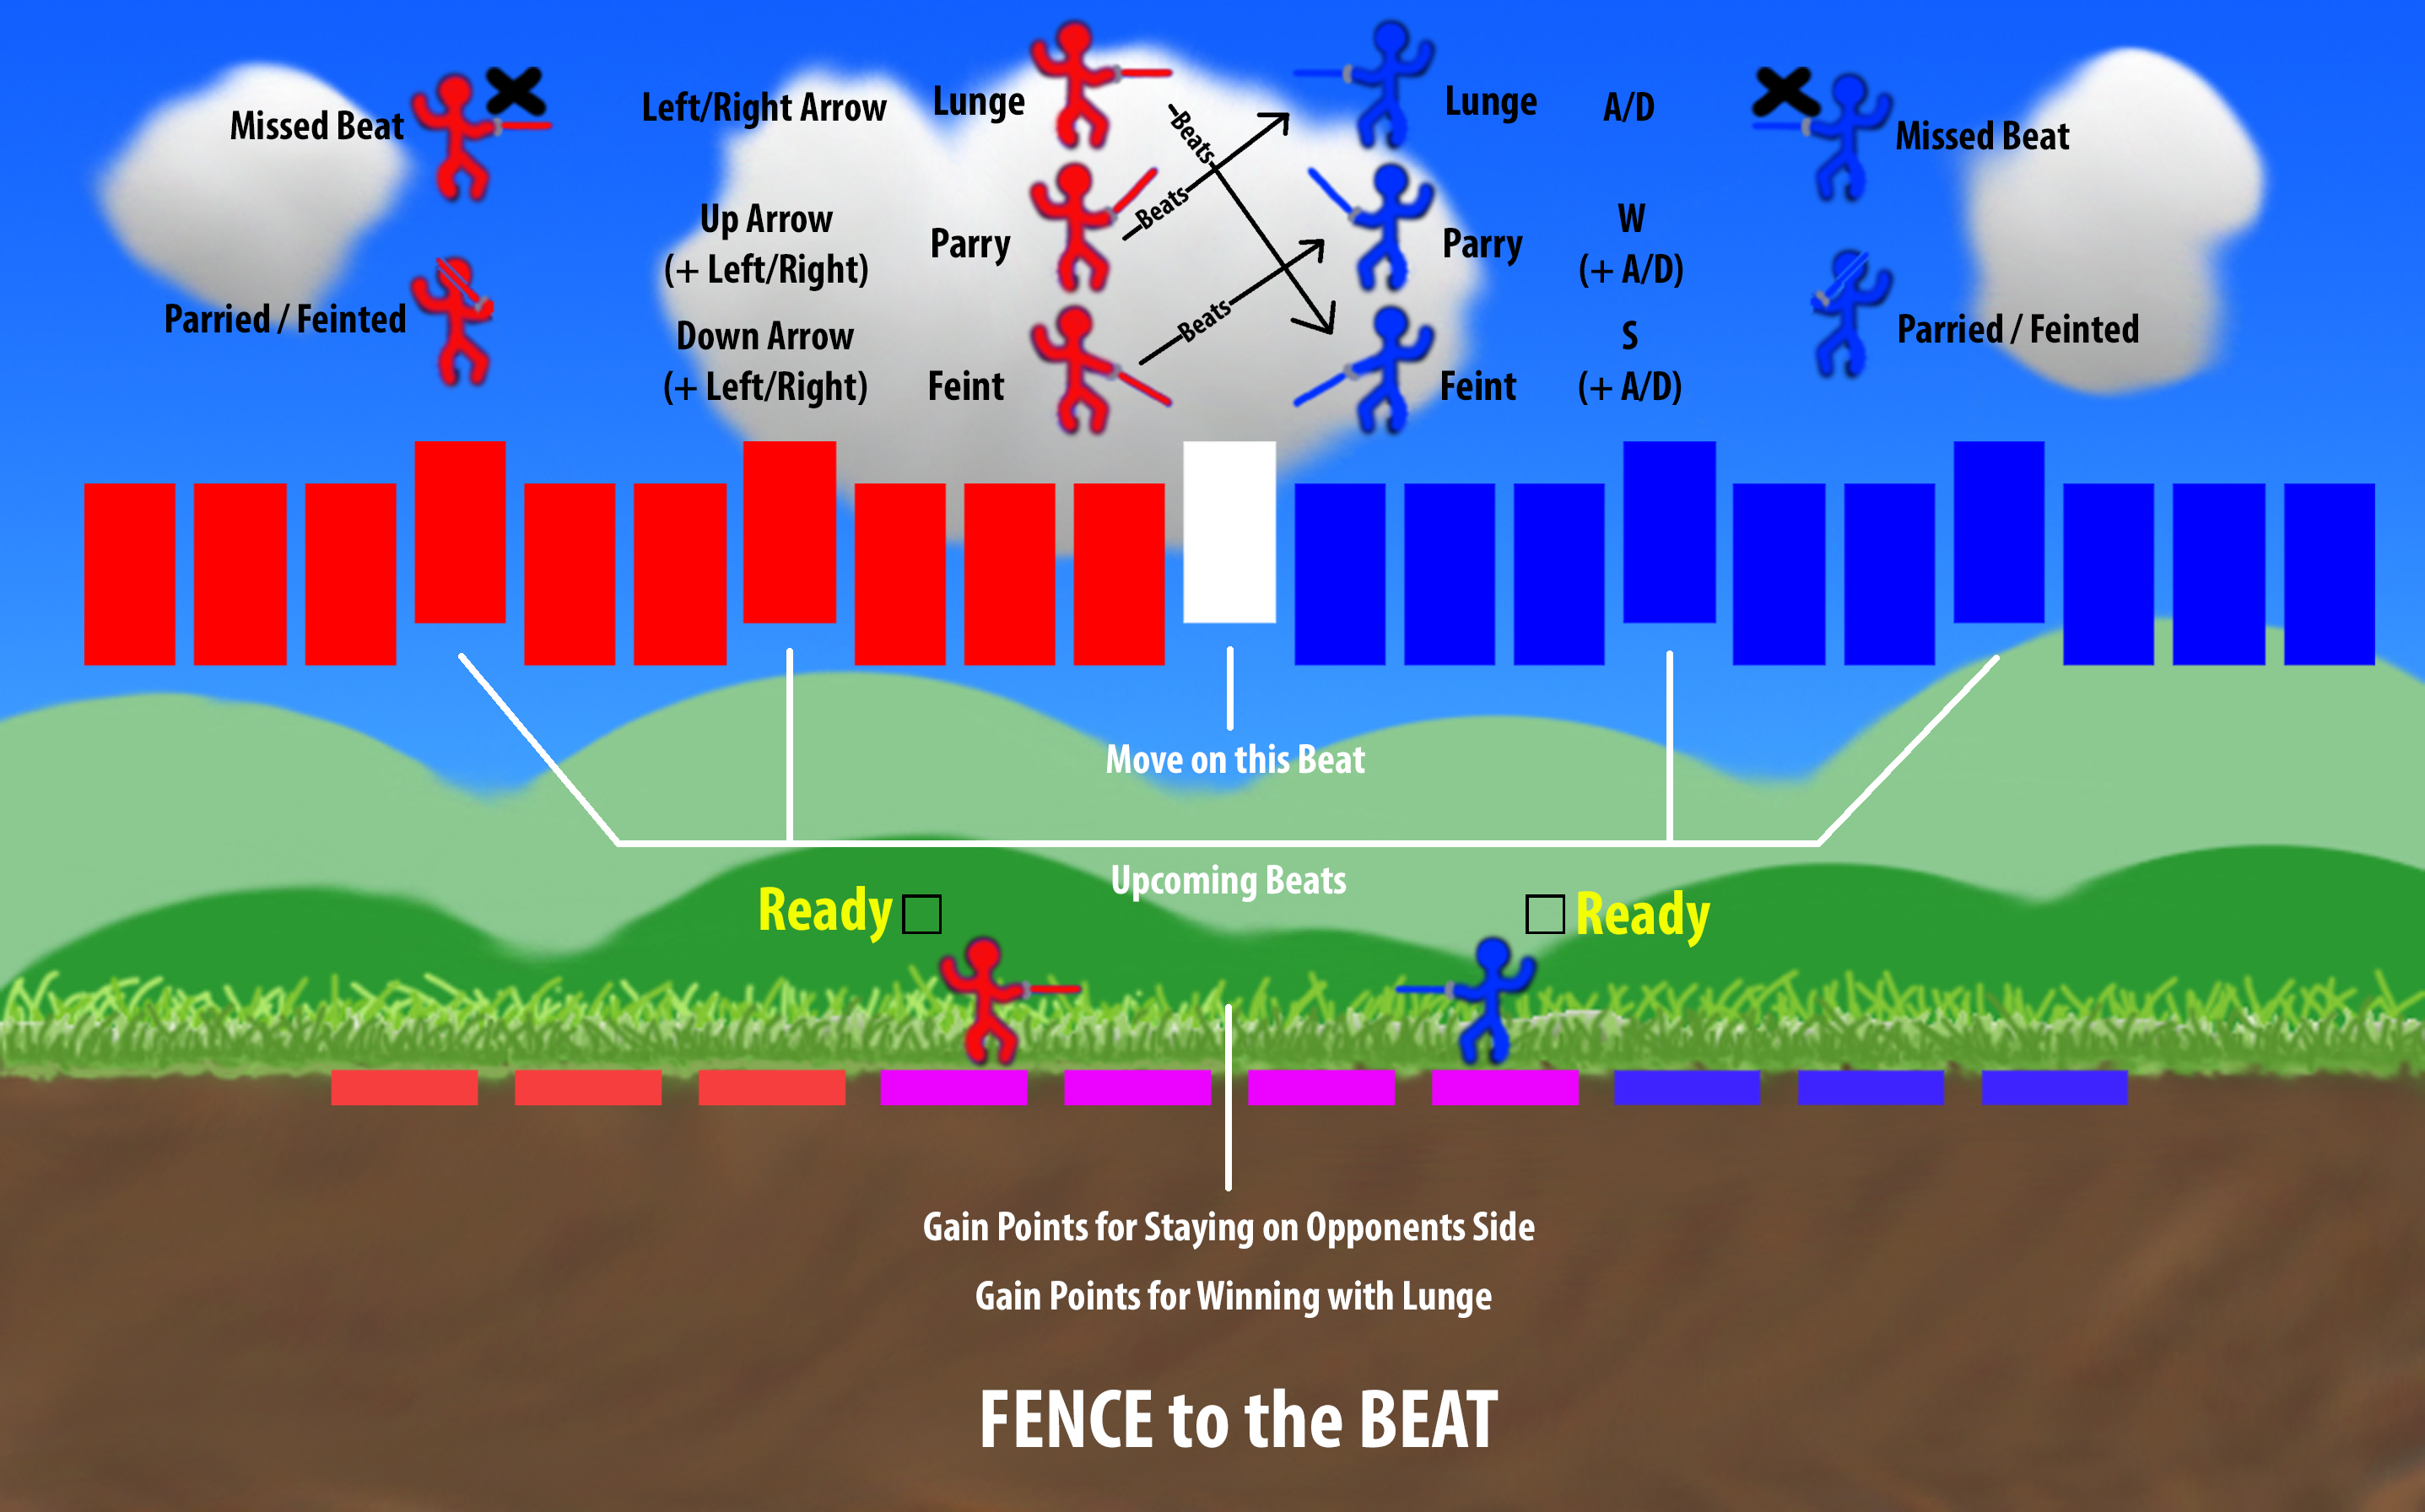 Missed Beat
Left/Right Arrow
Lunge
Beats
Lunge
A/D
Missed Beat
Up Arrow
(+ Left/Right)
Parry
Beats
Parry
W
(+ A/D)
Parried / Feinted
Down Arrow
(+ Left/Right)
Feint
Beats
Feint
S
(+ A/D)
Parried / Feinted
Move on this Beat
Upcoming Beats
Ready
Ready
Gain Points for Staying on Opponents Side
Gain Points for Winning with Lunge
FENCE to the BEAT